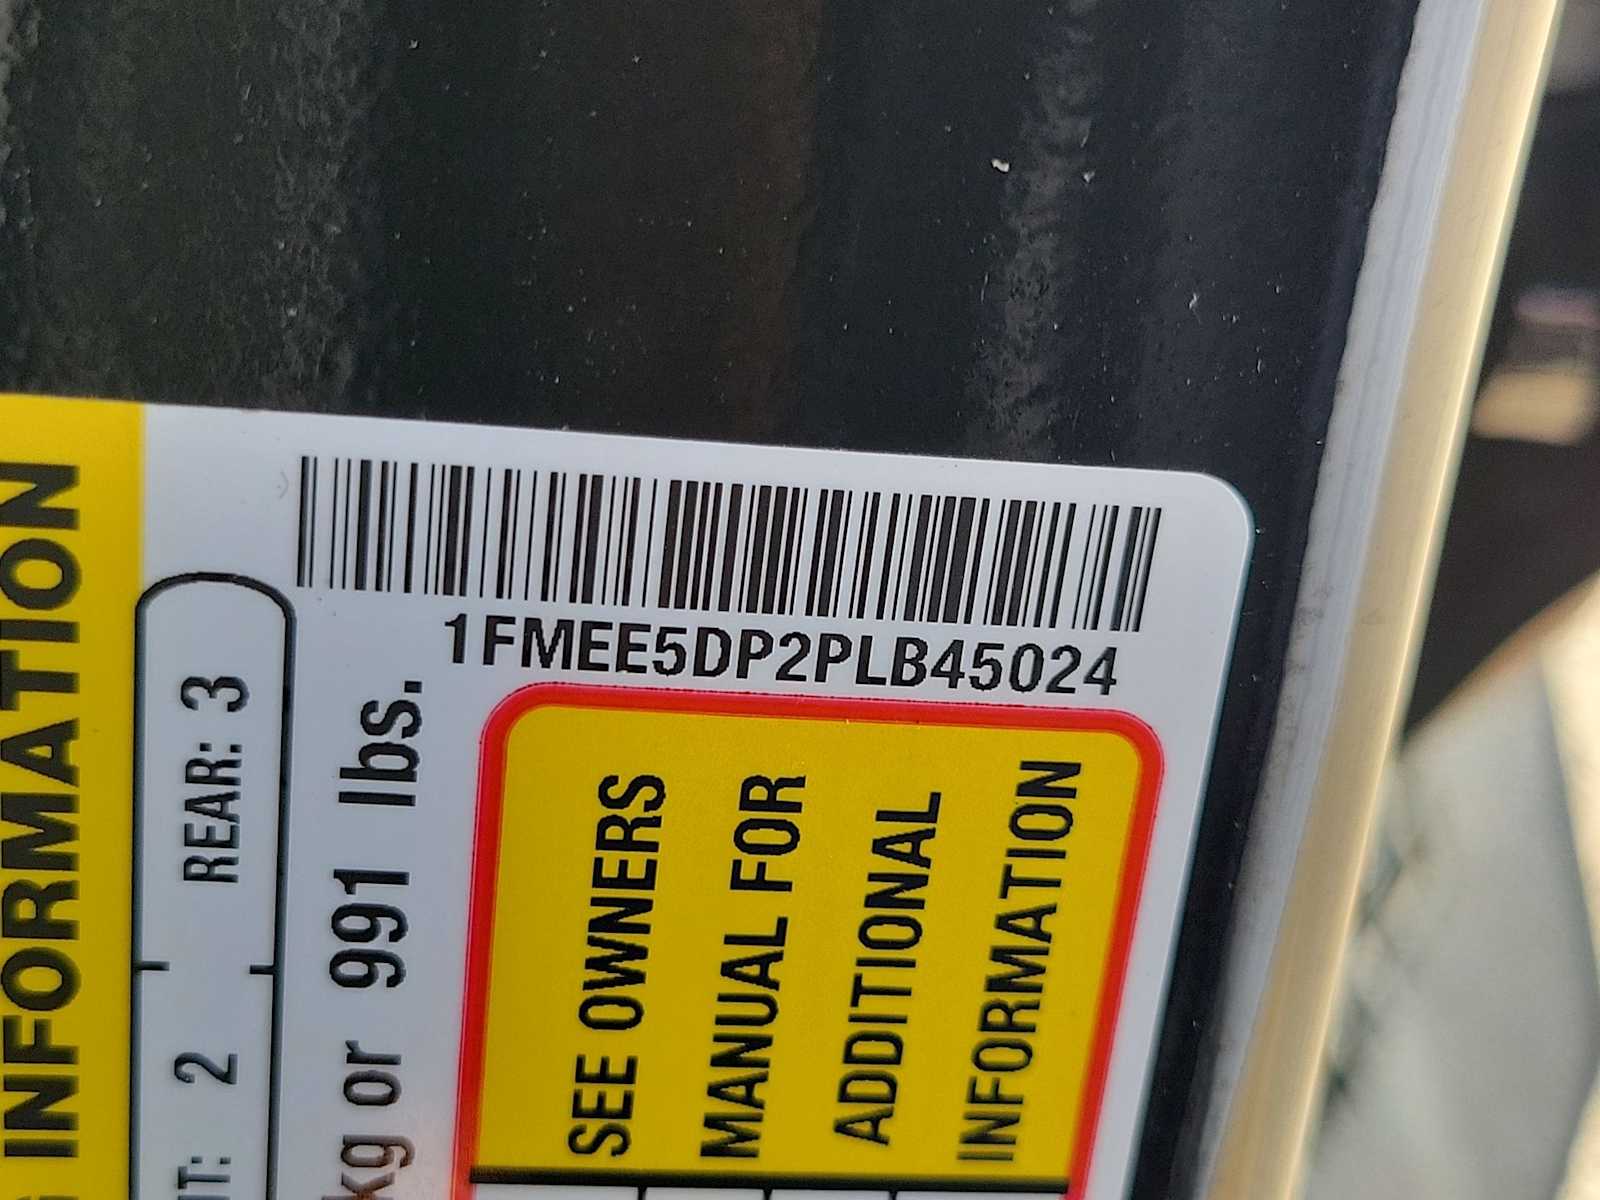 1FMEE5DP2PLB45024
INFORMATION
2
REAR: 3
kg or 991 lbs.
SEE OWNERS
MANUAL FOR
ADDITIONAL
INFORMATION